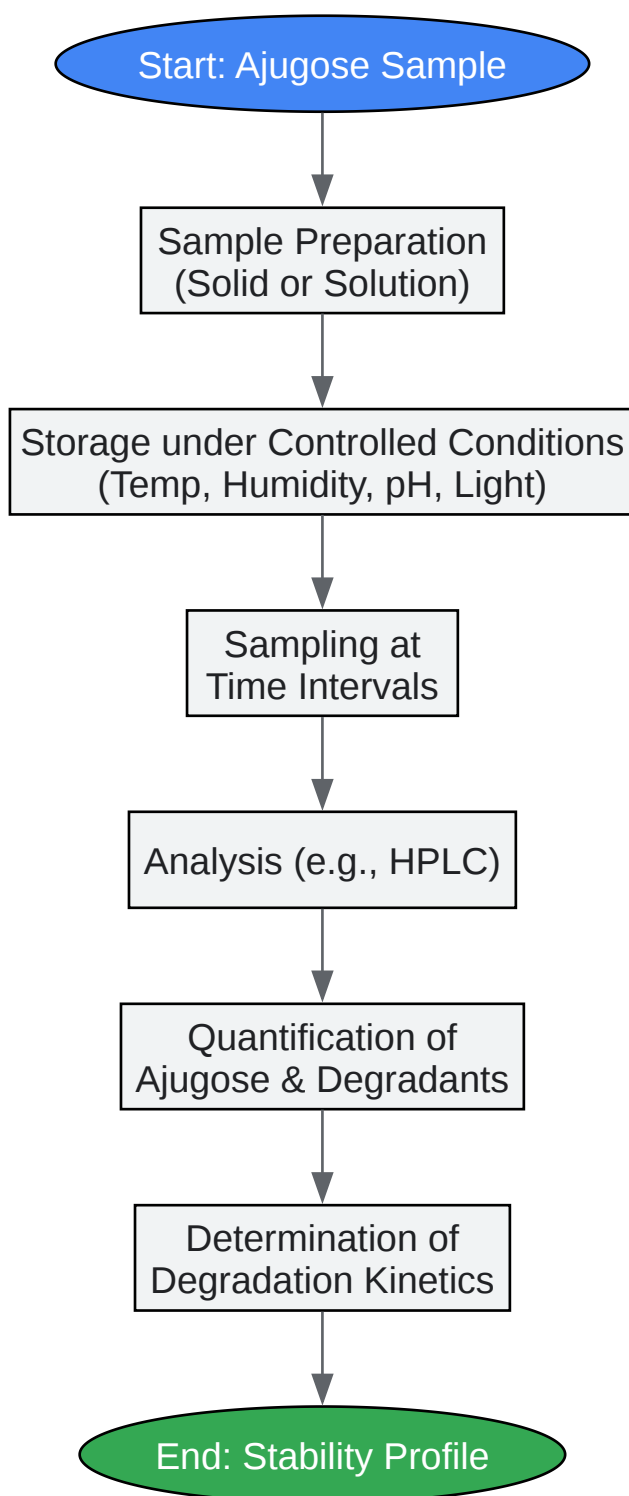 Start: Ajugose Sample
Sample Preparation
(Solid or Solution)
Storage under Controlled Conditions
(Temp, Humidity, pH, Light)
Sampling at
Time Intervals
Analysis (e.g., HPLC)
Quantification of
Ajugose & Degradants
Determination of
Degradation Kinetics
End: Stability Profile